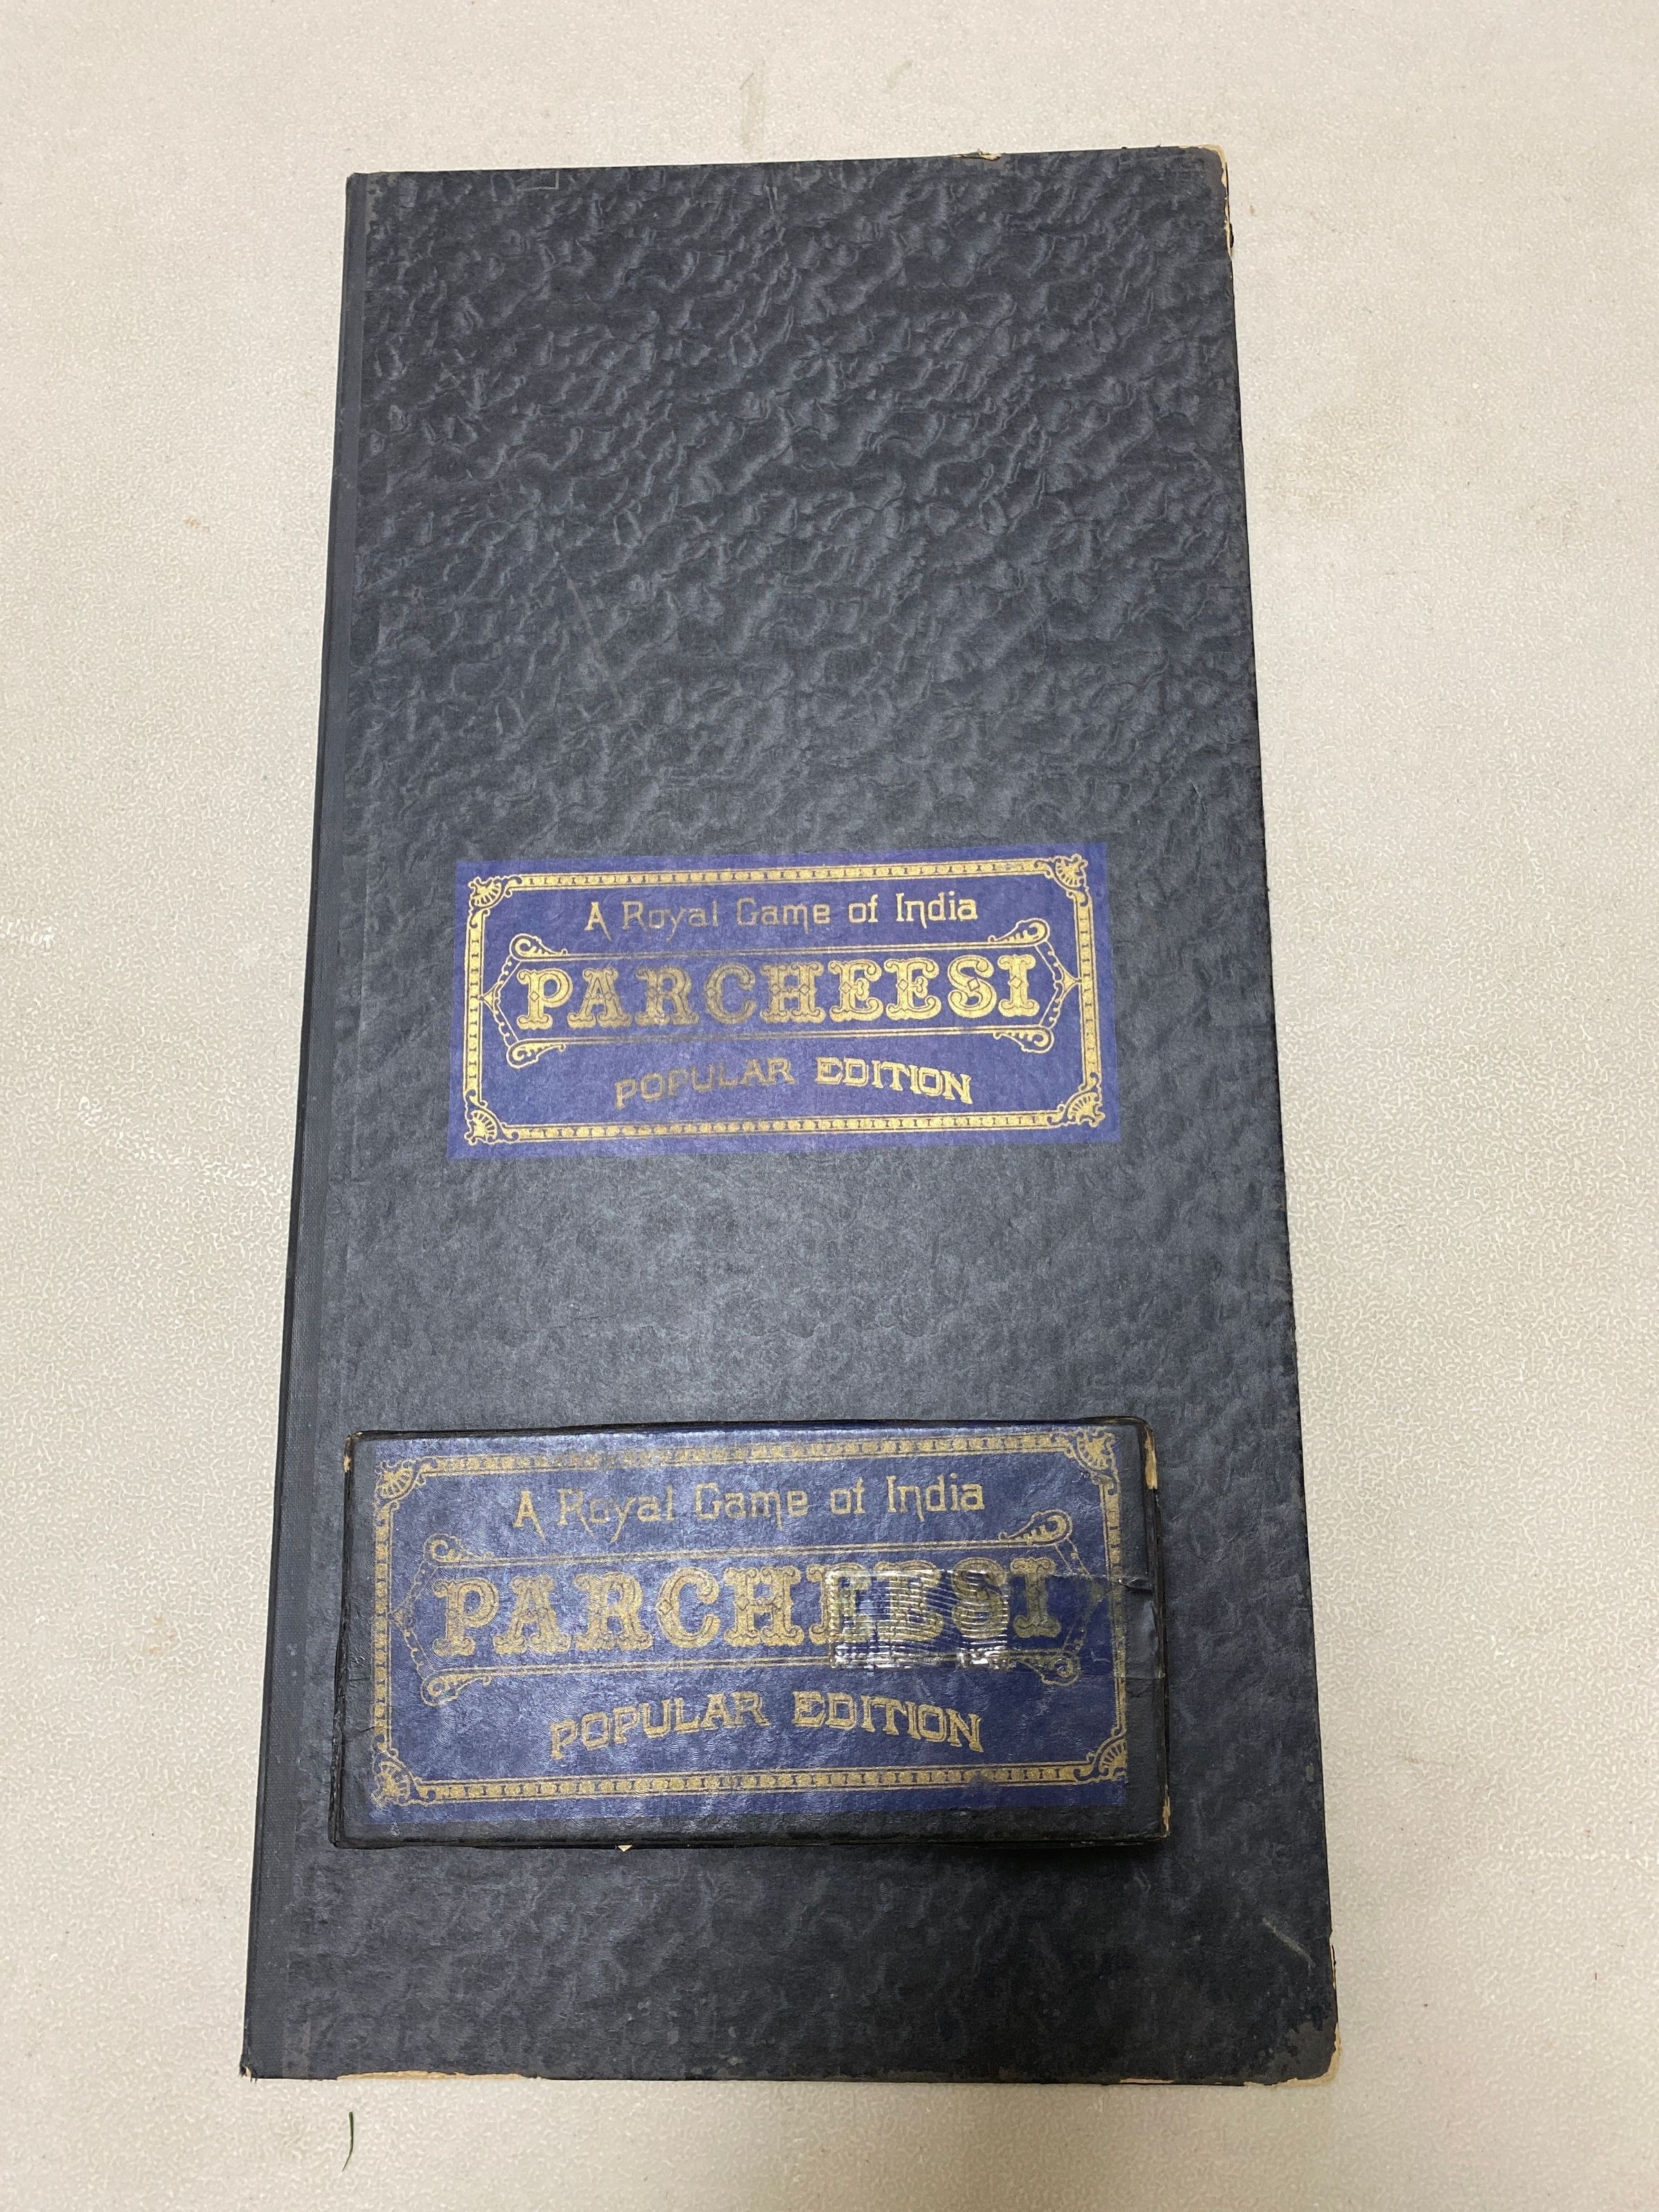 A Royal Game of India
PARCHEESI
POPULAR EDITION
A Royal Game of India
PARCHEESI
POPULAR EDITION